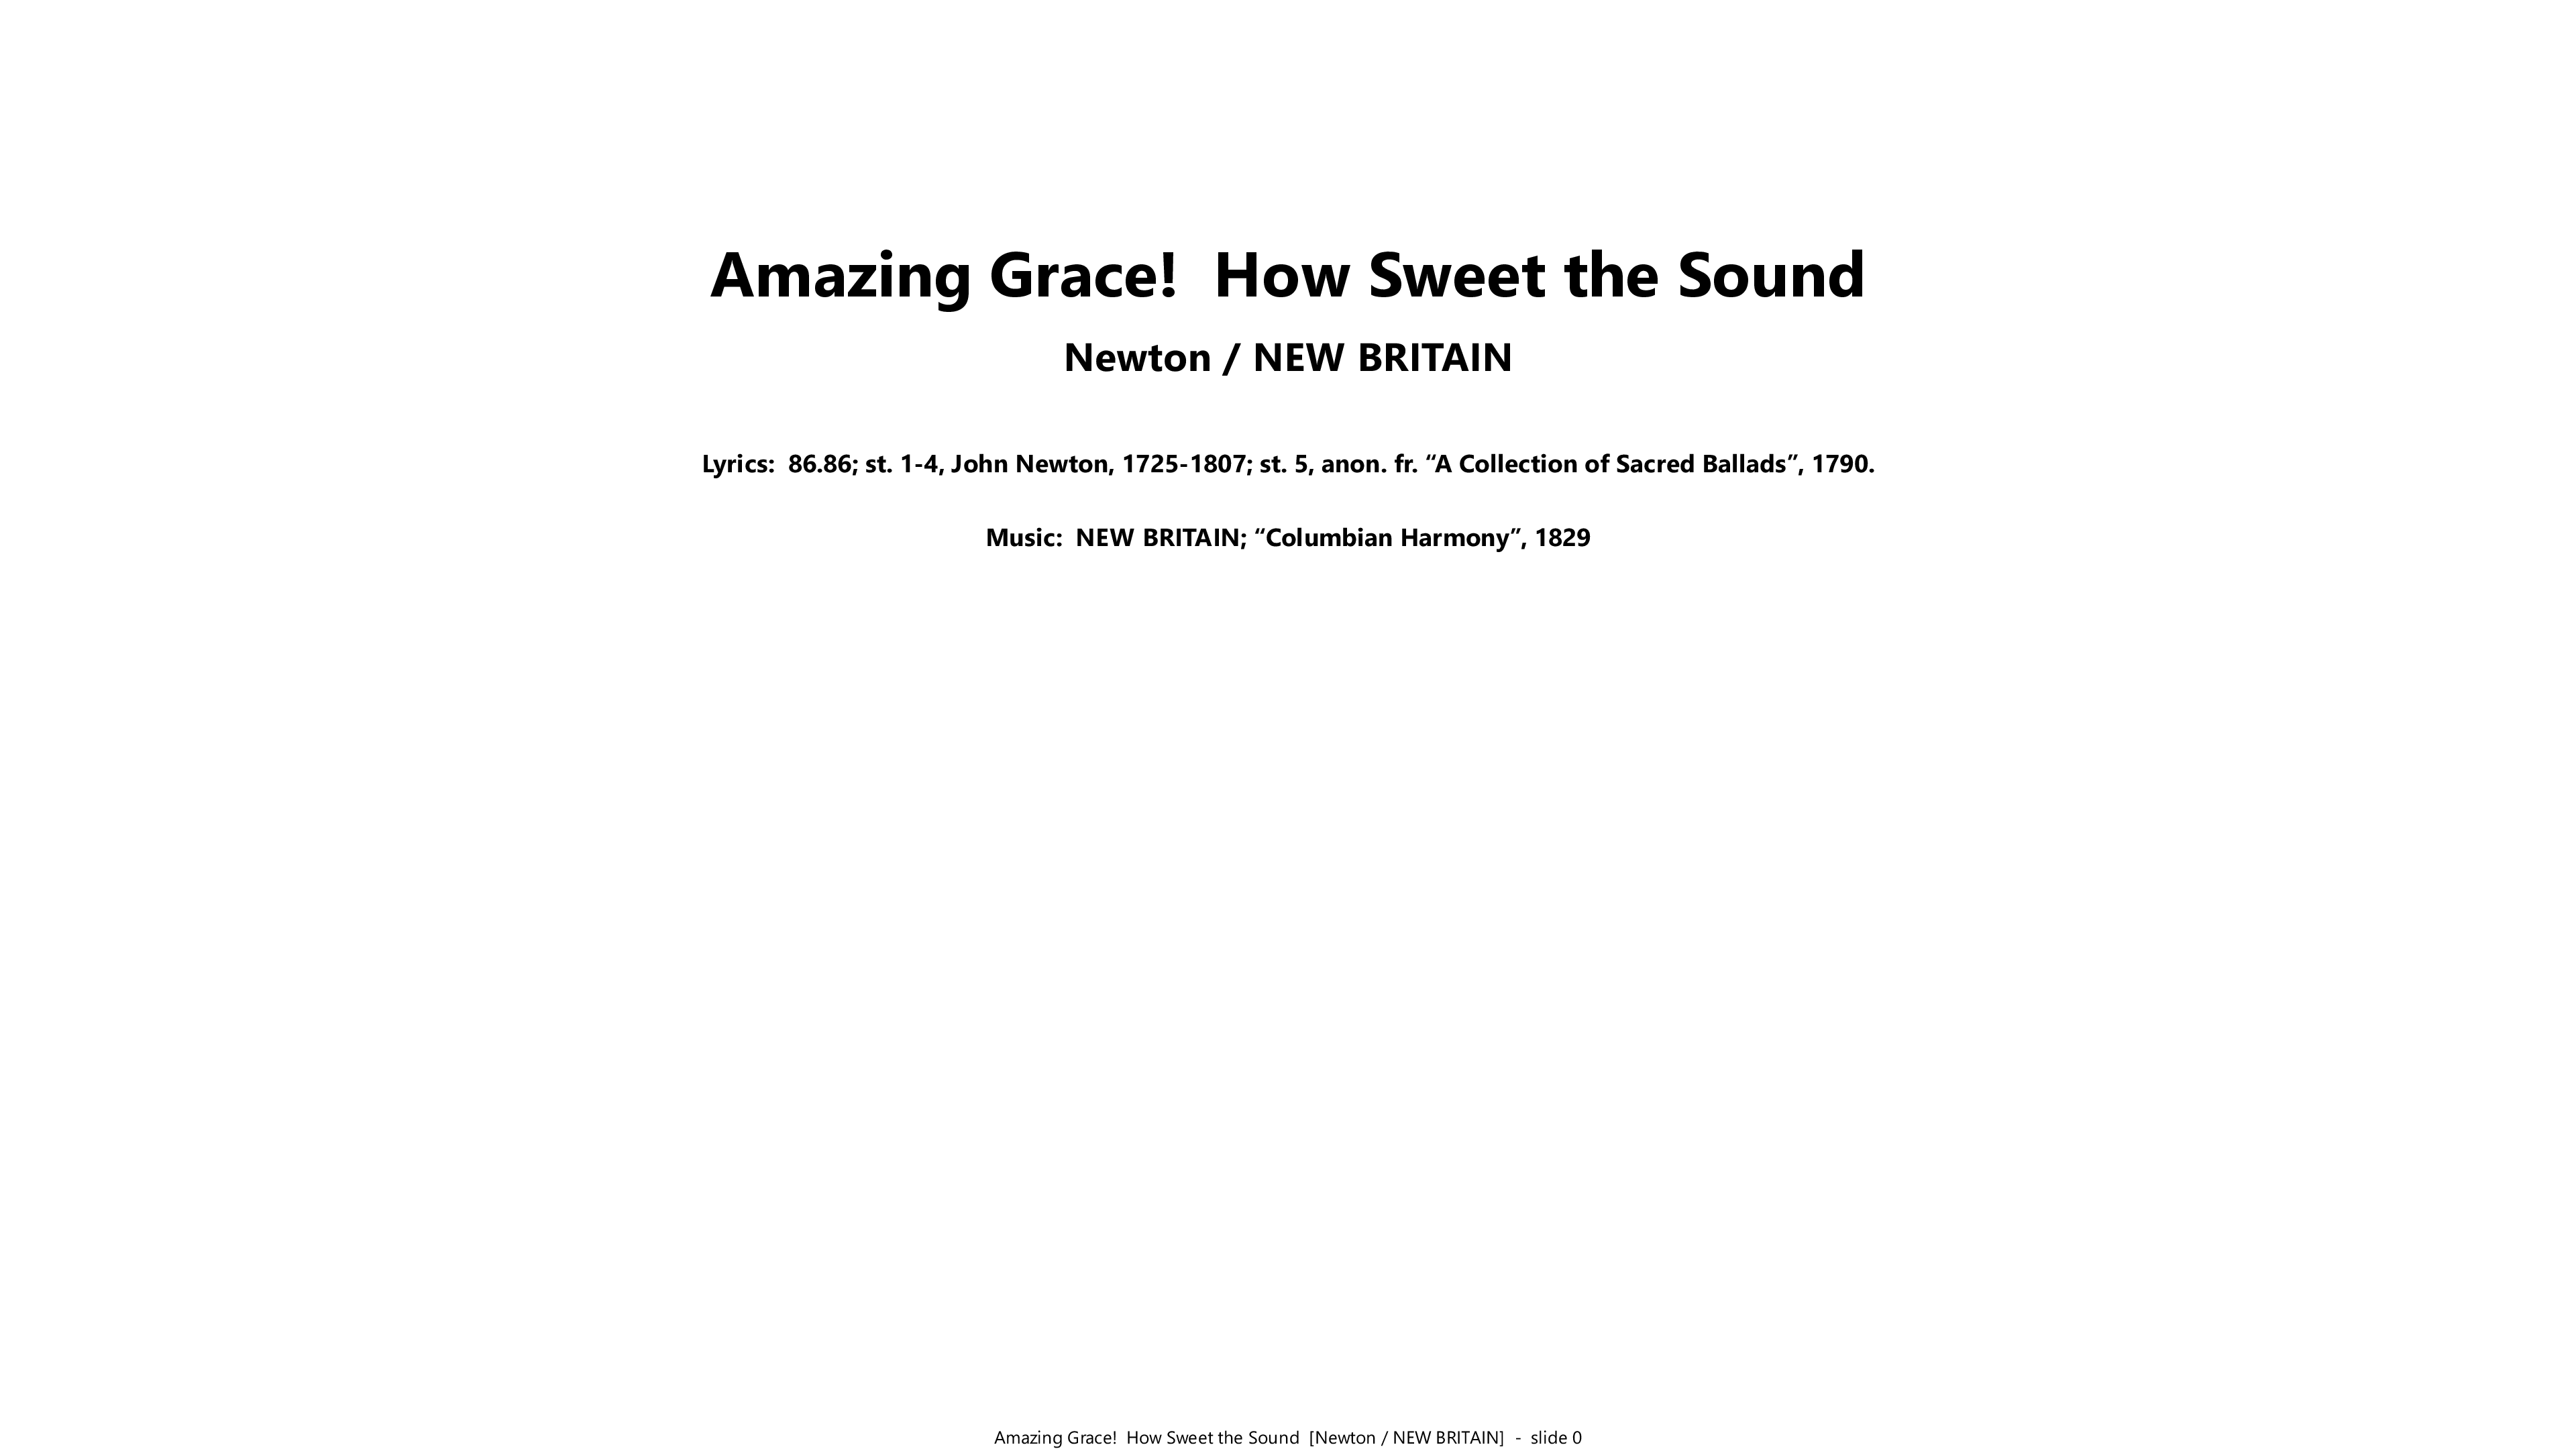 Amazing Grace!  How Sweet the Sound
Newton / NEW BRITAIN
Lyrics:  86.86; st. 1-4, John Newton, 1725-1807; st. 5, anon. fr. “A Collection of Sacred Ballads”, 1790.
Music:  NEW BRITAIN; “Columbian Harmony”, 1829
Amazing Grace!  How Sweet the Sound  [Newton / NEW BRITAIN]  -  slide 0